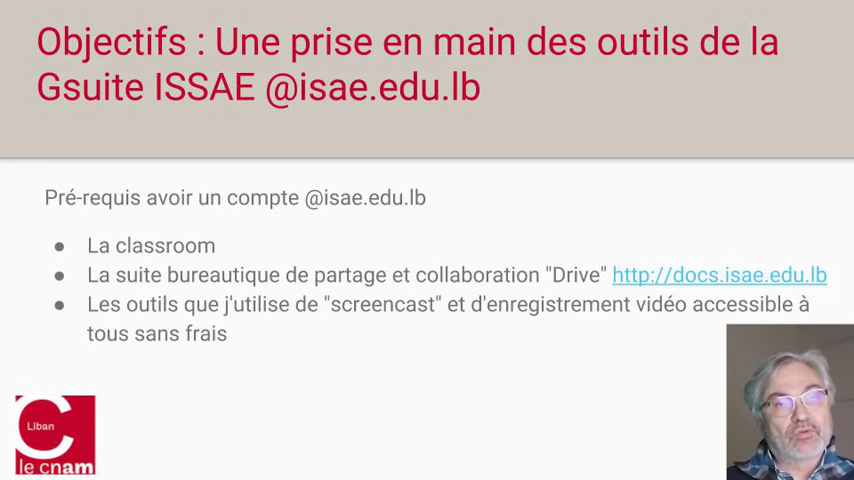 Objectifs : Une prise en main des outils de la
Gsuite ISSAE @isae.edu.lb
Pré-requis avoir un compte @isae.edu.lb
● La classroom
● La suite bureautique de partage et collaboration "Drive" http://docs.isae.edu.lb
● Les outils que j'utilise de "screencast" et d'enregistrement vidéo accessible à
tous sans frais
Liban
le cnam